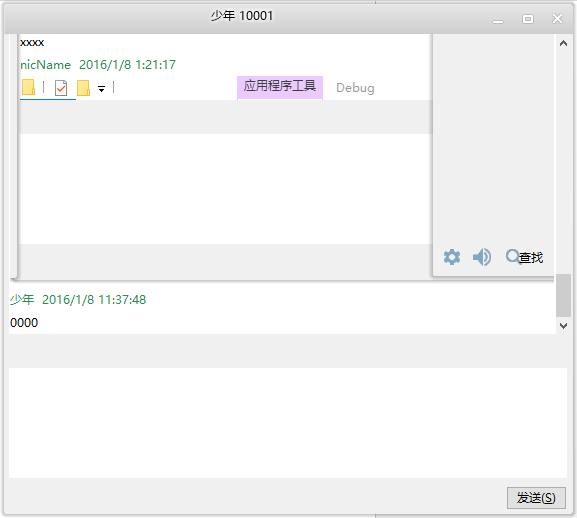 少年 10001
xxxx
nicName 2016/1/8 1:21:17
应用程序工具 Debug
查找
少年 2016/1/8 11:37:48
0000
发送(S)